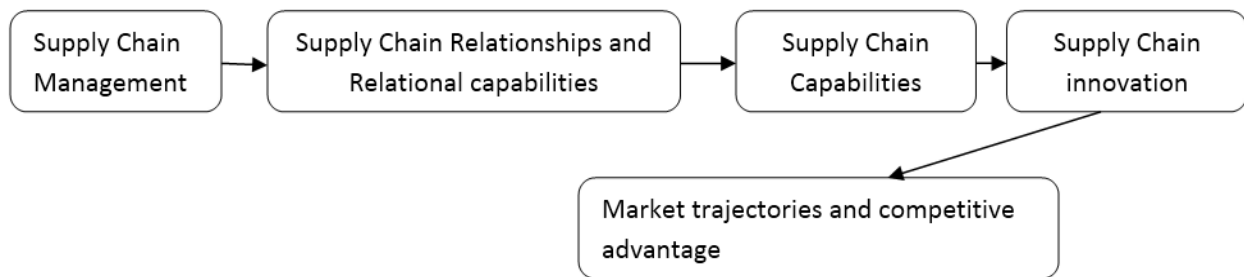 Supply Chain
Management
Supply Chain Relationships and
Relational capabilities
Supply Chain
Capabilities
Supply Chain
innovation
Market trajectories and competitive
advantage